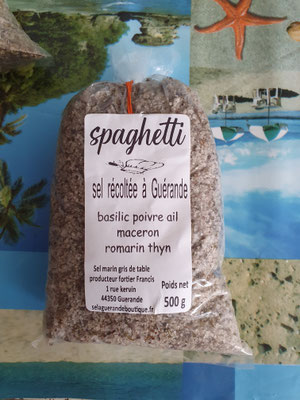 spaghetti
sel récoltée à Guérande
basilic poivre ail
maceron
romarin thyn
Sel marin gris de table
producteur fortier Francis
1 rue kervin
44350 Guerande
selaguerandeboutique.fr
Poids net
500 g